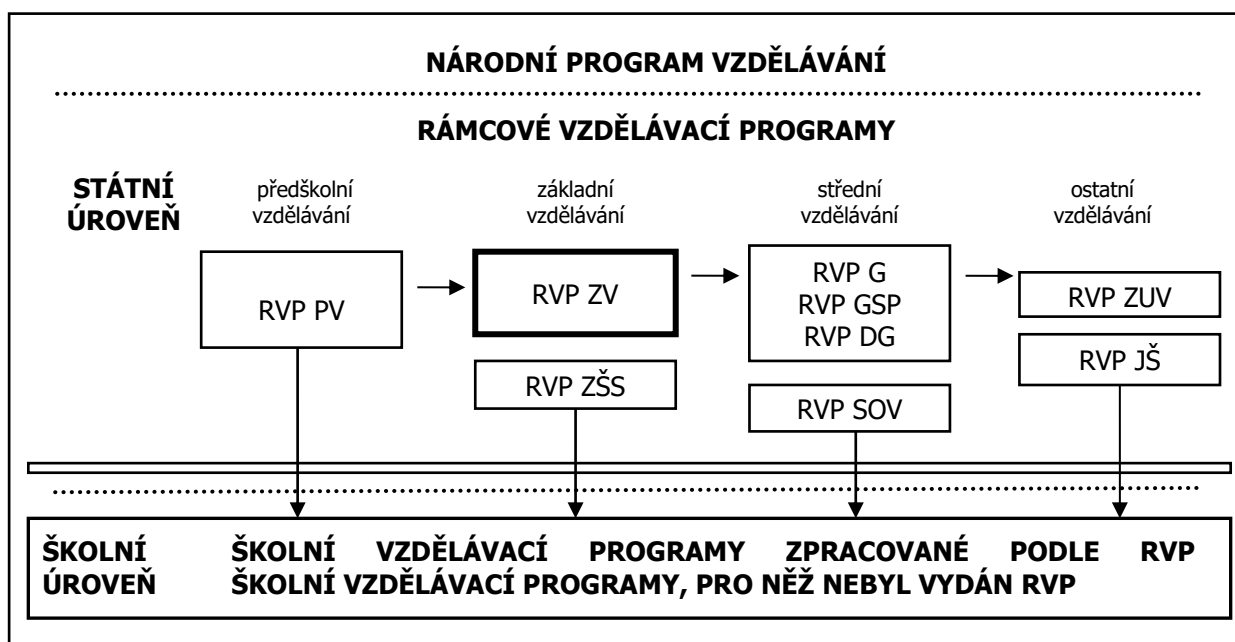 NÁRODNÍ PROGRAM VZDĚLÁVÁNÍ
RÁMCOVÉ VZDĚLÁVACÍ PROGRAMY
STÁTNÍ
ÚROVEŇ
předškolní
vzdělávání
základní
vzdělávání
střední
vzdělávání
ostatní
vzdělávání
RVP PV
RVP ZV
RVP ZŠS
RVP G
RVP GSP
RVP DG
RVP SOV
RVP ZUV
RVP JŠ
ŠKOLNÍ
ÚROVEŇ
ŠKOLNÍ VZDĚLÁVACÍ PROGRAMY ZPRACOVANÉ PODLE RVP
ŠKOLNÍ VZDĚLÁVACÍ PROGRAMY, PRO NĚŽ NEBYL VYDÁN RVP